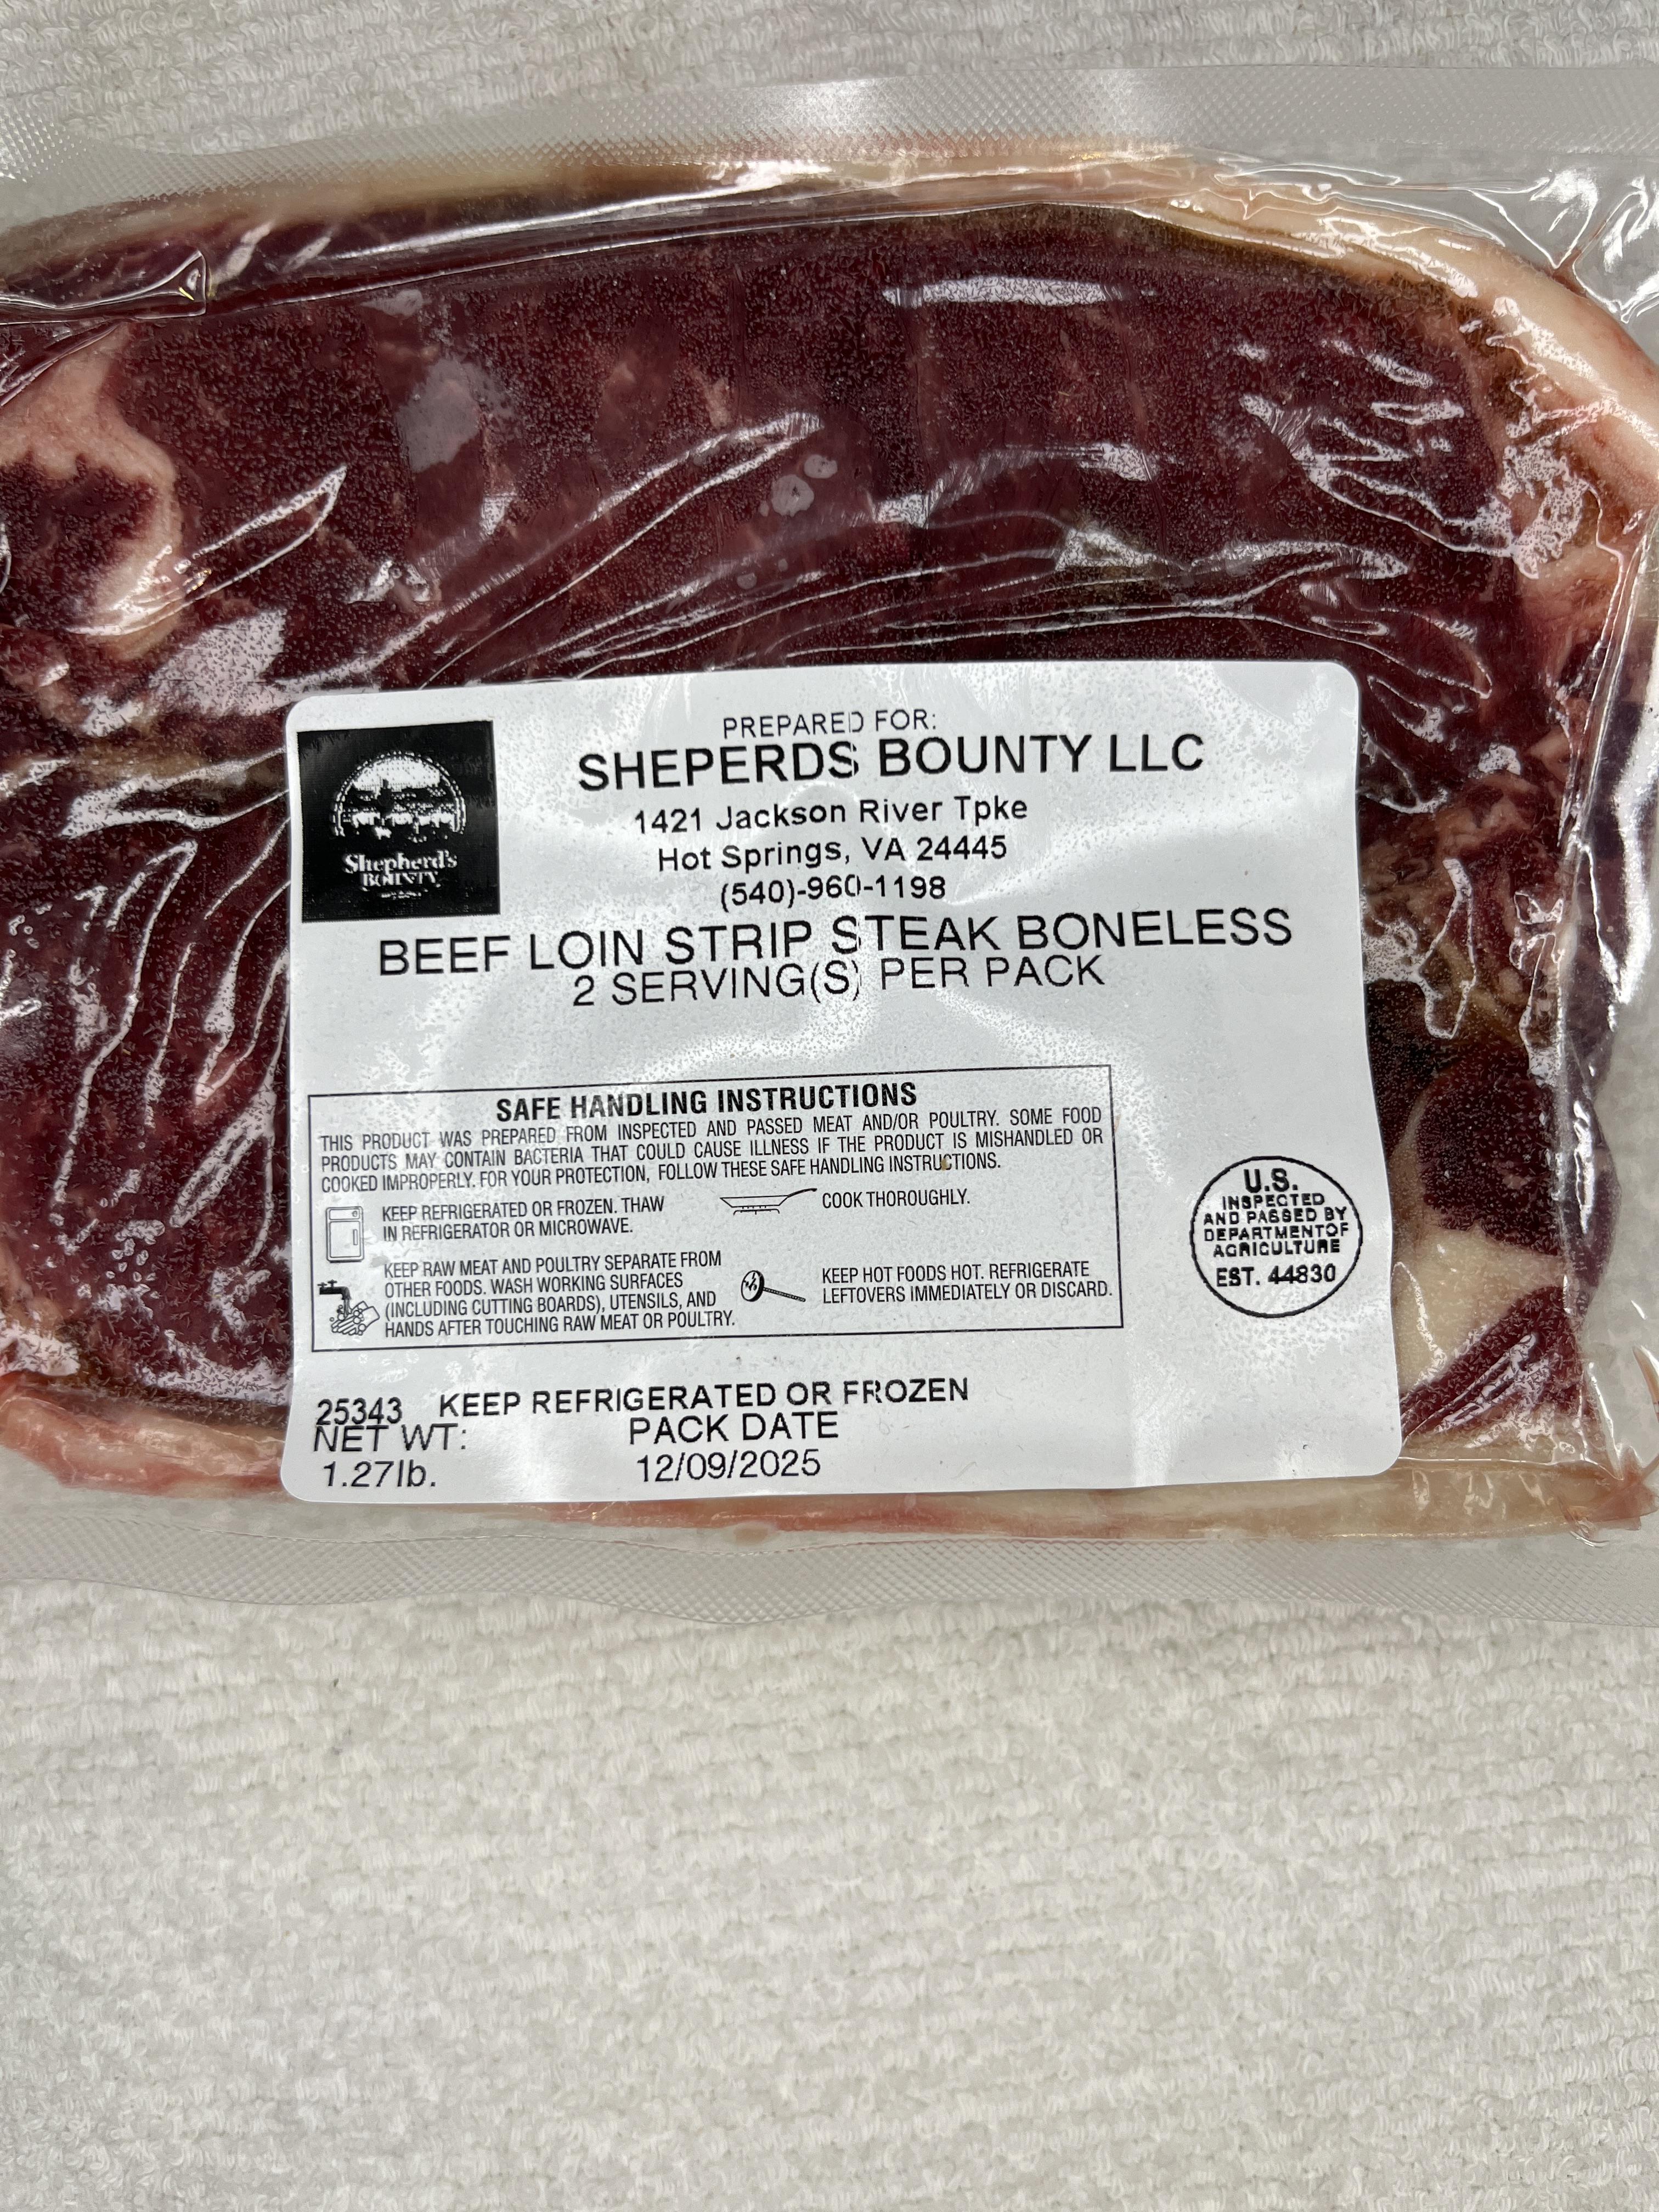 PREPARED FOR:
SHEPERDS BOUNTY LLC
1421 Jackson River Tpke
Hot Springs, VA 24445
(540)-960-1198
Shepherd's
BOUNTY
BEEF LOIN STRIP STEAK BONELESS
2 SERVING(S) PER PACK
SAFE HANDLING INSTRUCTIONS
THIS PRODUCT WAS PREPARED FROM INSPECTED AND PASSED MEAT AND/OR POULTRY. SOME FOOD
PRODUCTS MAY CONTAIN BACTERIA THAT COULD CAUSE ILLNESS IF THE PRODUCT IS MISHANDLED OR
COOKED IMPROPERLY. FOR YOUR PROTECTION, FOLLOW THESE SAFE HANDLING INSTRUCTIONS.
KEEP REFRIGERATED OR FROZEN. THAW
IN REFRIGERATOR OR MICROWAVE.
COOK THOROUGHLY.
KEEP RAW MEAT AND POULTRY SEPARATE FROM
OTHER FOODS. WASH WORKING SURFACES
(INCLUDING CUTTING BOARDS), UTENSILS, AND
HANDS AFTER TOUCHING RAW MEAT OR POULTRY.
KEEP HOT FOODS HOT. REFRIGERATE
LEFTOVERS IMMEDIATELY OR DISCARD.
U.S.
INSPECTED
AND PASSED BY
DEPARTMENTOF
AGRICULTURE
EST. 44830
25343 KEEP REFRIGERATED OR FROZEN
NET WT:
1.27lb.
PACK DATE
12/09/2025